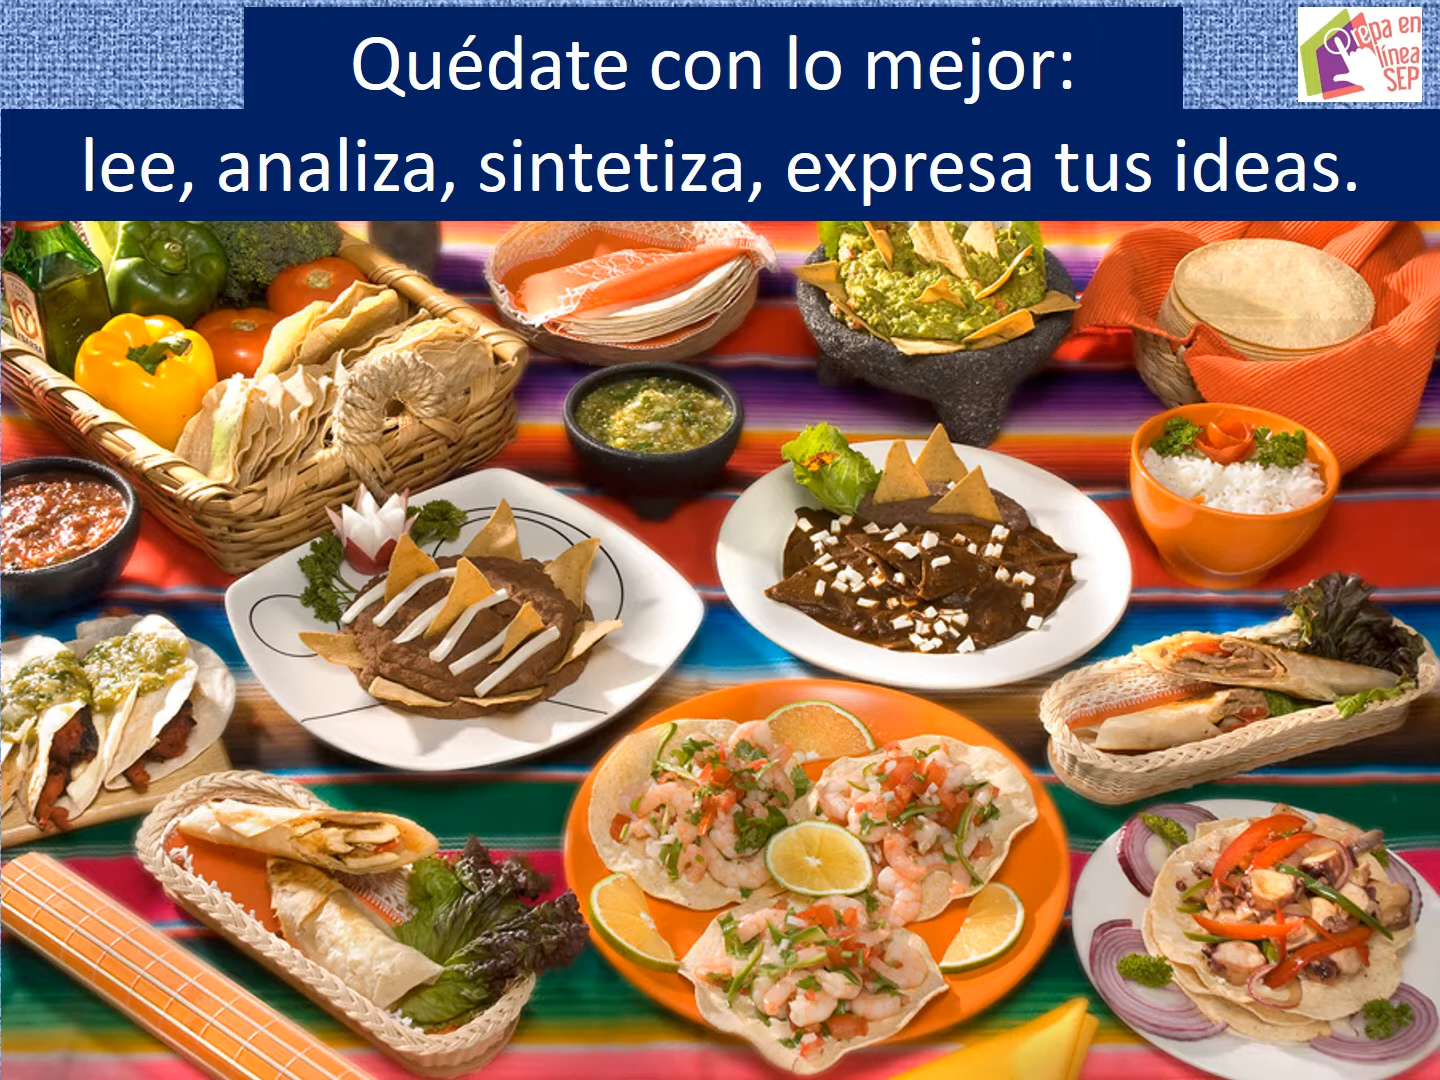 Quédate con lo mejor:
lee, analiza, sintetiza, expresa tus ideas.
Prepa en
línea
SEP